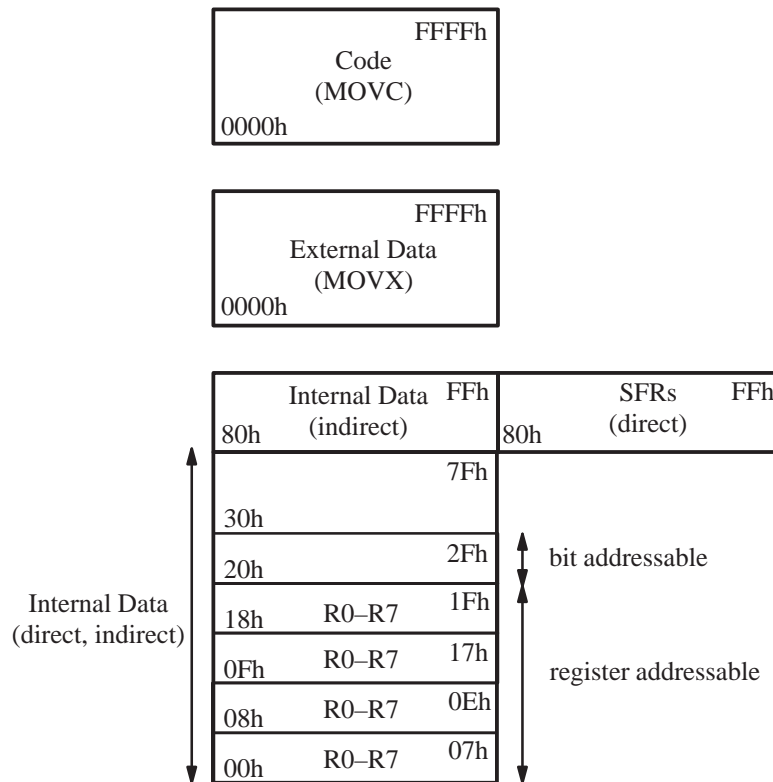 FFFFh
Code
(MOVC)
0000h
FFFFh
External Data
(MOVX)
0000h
Internal Data FFh
(indirect)
80h
SFRs FFh
(direct)
80h
7Fh
30h
2Fh
20h
bit addressable
1Fh
R0–R7
18h
17h
R0–R7
0Fh
0Eh
R0–R7
08h
07h
R0–R7
00h
Internal Data
(direct, indirect)
register addressable